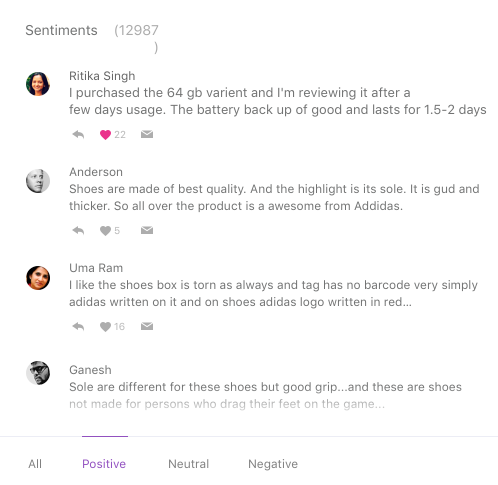 Sentiments (12987
)
Ritika Singh
I purchased the 64 gb varient and I'm reviewing it after a
few days usage. The battery back up of good and lasts for 1.5-2 days
22
Anderson
Shoes are made of best quality. And the highlight is its sole. It is gud and
thicker. So all over the product is a awesome from Addidas.
5
Uma Ram
I like the shoes box is torn as always and tag has no barcode very simply
adidas written on it and on shoes adidas logo written in red...
16
Ganesh
Sole are different for these shoes but good grip...and these are shoes
not made for persons who drag their feet on the game...
All Positive Neutral Negative